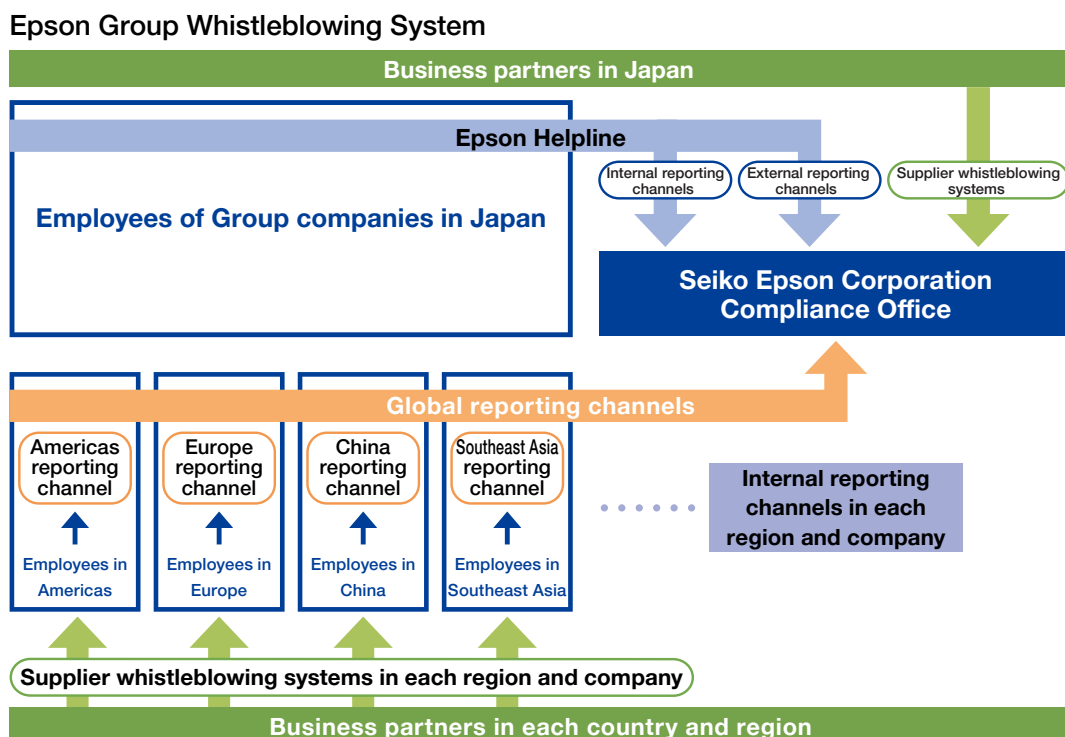 Epson Group Whistleblowing System
Business partners in Japan
Epson Helpline
Internal reporting
channels
External reporting
channels
Supplier whistleblowing
systems
Employees of Group companies in Japan
Seiko Epson Corporation
Compliance Office
Global reporting channels
Americas
reporting
channel
Europe
reporting
channel
China
reporting
channel
Southeast Asia
reporting
channel
Internal reporting
channels in each
region and company
Employees in
Americas
Employees in
Europe
Employees in
China
Employees in
Southeast Asia
Supplier whistleblowing systems in each region and company
Business partners in each country and region